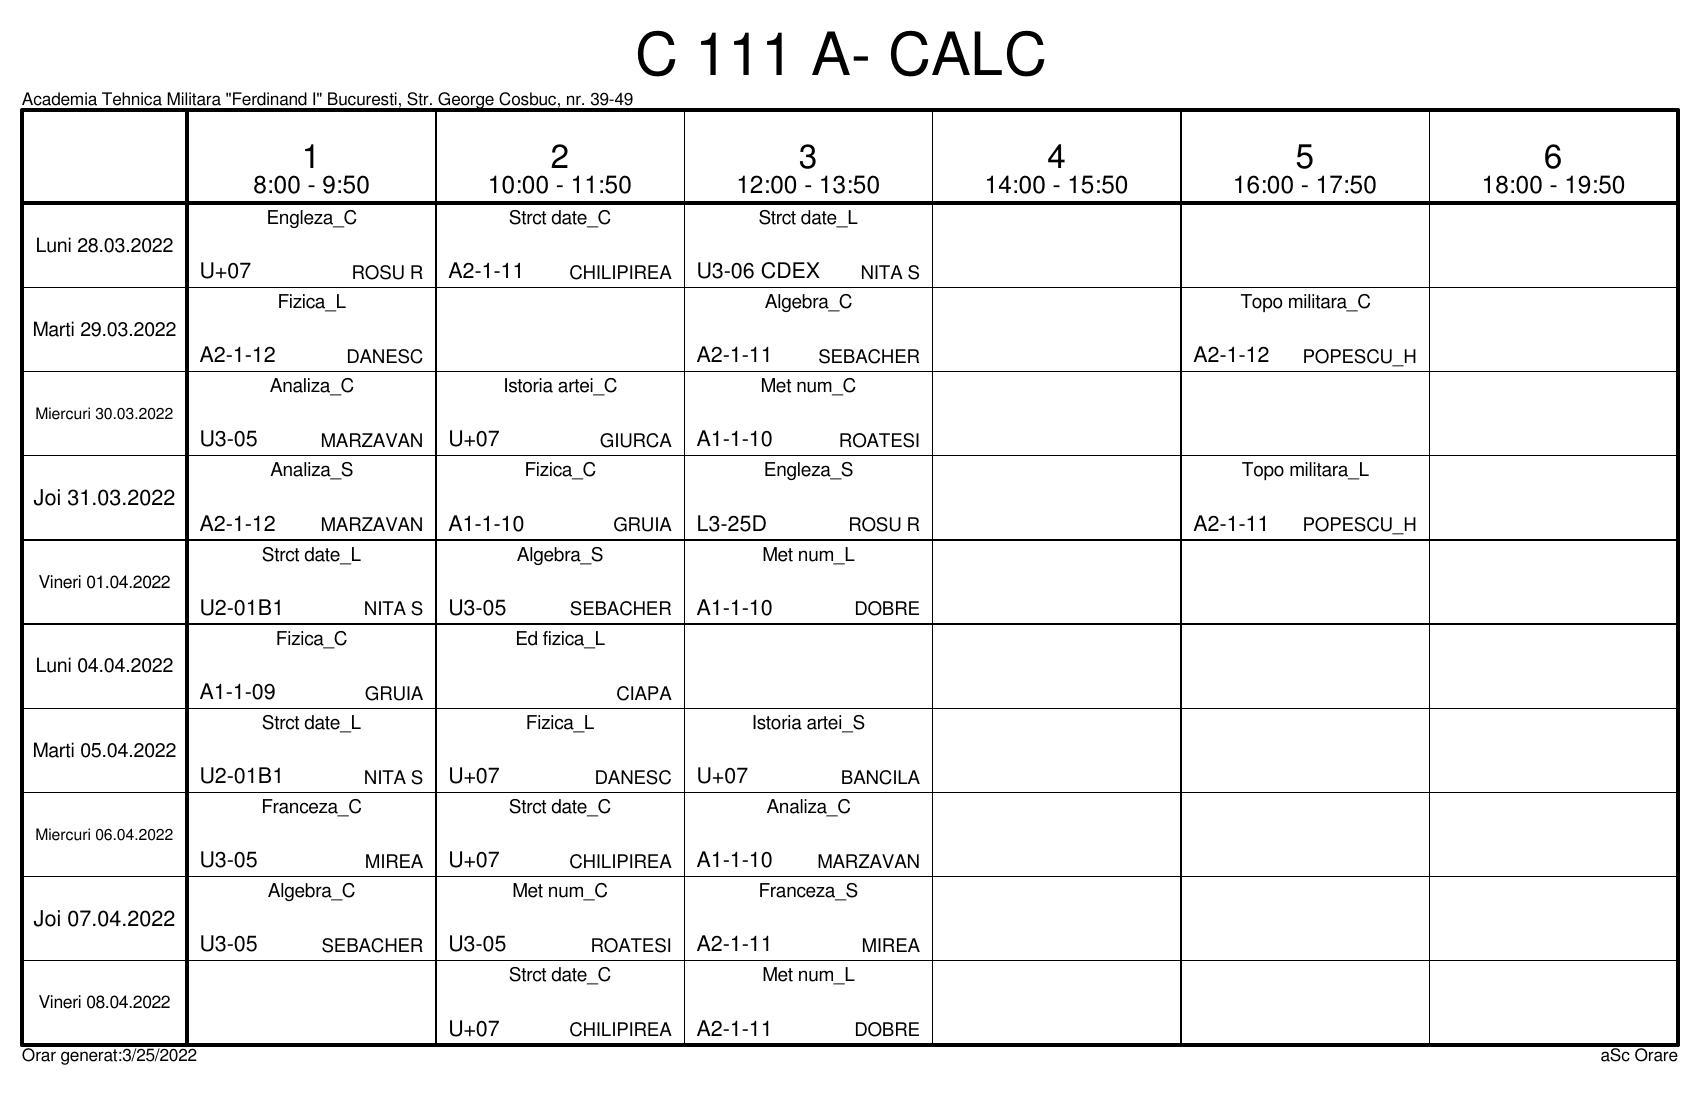 C 111 A- CALC
Academia Tehnica Militara "Ferdinand I" Bucuresti, Str. George Cosbuc, nr. 39-49
1 2 3 4 5 6
8:00 - 9:50 10:00 - 11:50 12:00 - 13:50 14:00 - 15:50 16:00 - 17:50 18:00 - 19:50
Luni 28.03.2022
Engleza_C Strct date_C Strct date_L
U+07 ROSU R A2-1-11 CHILIPIREA U3-06 CDEX NITA S
Marti 29.03.2022
Fizica_L Algebra_C Topo militara_C
A2-1-12 DANESC A2-1-11 SEBACHER A2-1-12 POPESCU_H
Miercuri 30.03.2022
Analiza_C Istoria artei_C Met num_C
U3-05 MARZAVAN U+07 GIURCA A1-1-10 ROATESI
Joi 31.03.2022
Analiza_S Fizica_C Engleza_S Topo militara_L
A2-1-12 MARZAVAN A1-1-10 GRUIA L3-25D ROSU R A2-1-11 POPESCU_H
Vineri 01.04.2022
Strct date_L Algebra_S Met num_L
U2-01B1 NITA S U3-05 SEBACHER A1-1-10 DOBRE
Luni 04.04.2022
Fizica_C Ed fizica_L
A1-1-09 GRUIA CIAPA
Marti 05.04.2022
Strct date_L Fizica_L Istoria artei_S
U2-01B1 NITA S U+07 DANESC U+07 BANCILA
Miercuri 06.04.2022
Franceza_C Strct date_C Analiza_C
U3-05 MIREA U+07 CHILIPIREA A1-1-10 MARZAVAN
Joi 07.04.2022
Algebra_C Met num_C Franceza_S
U3-05 SEBACHER U3-05 ROATESI A2-1-11 MIREA
Vineri 08.04.2022
Strct date_C Met num_L
U+07 CHILIPIREA A2-1-11 DOBRE
Orar generat:3/25/2022 aSc Orare